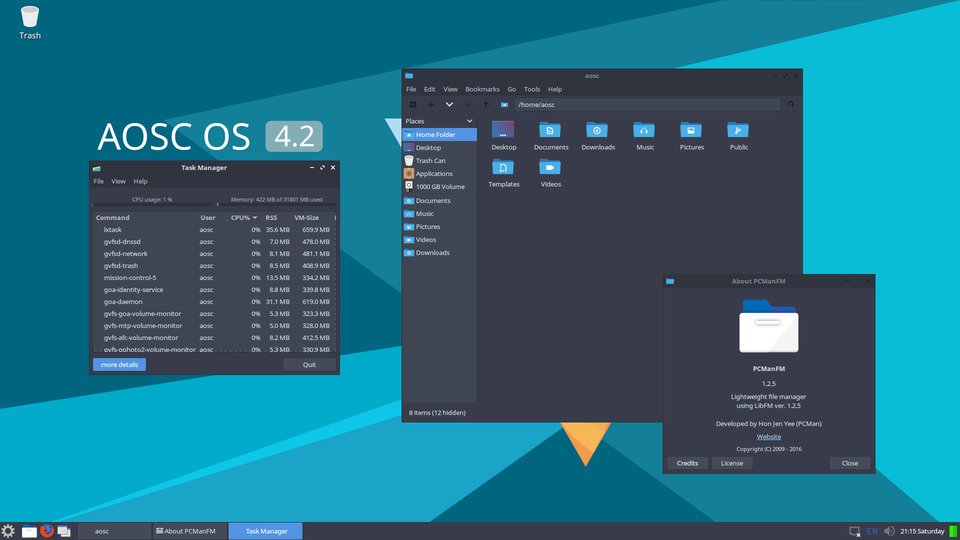 Trash
AOSC OS 4.2
Task Manager
File View Help
CPU usage: 1 % Memory: 422 MB of 31801 MB used
Command User CPU% RSS VM-Size
lxtask aosc 0% 35.6 MB 659.9 MB
gvfsd-dnssd aosc 0% 7.0 MB 478.0 MB
gvfsd-network aosc 0% 8.1 MB 481.1 MB
gvfsd-trash aosc 0% 8.5 MB 408.9 MB
mission-control-5 aosc 0% 13.5 MB 334.2 MB
goa-identity-service aosc 0% 8.8 MB 339.8 MB
goa-daemon aosc 0% 31.1 MB 619.0 MB
gvfs-goa-volume-monitor aosc 0% 5.3 MB 323.3 MB
gvfs-mtp-volume-monitor aosc 0% 5.0 MB 328.0 MB
gvfs-afc-volume-monitor aosc 0% 8.2 MB 412.5 MB
gvfs-gphoto2-volume-monitor aosc 0% 5.3 MB 330.9 MB
more details Quit
aosc
File Edit View Bookmarks Go Tools Help
/home/aosc
Places
Home Folder
Desktop
Trash Can
Applications
1000 GB Volume
Documents
Music
Pictures
Videos
Downloads
Desktop Documents Downloads Music Pictures Public
Templates Videos
8 items (12 hidden)
About PCManFM
PCManFM
1.2.5
Lightweight file manager
using LibFM ver. 1.2.5
Developed by Hon Jen Yee (PCMan)
Website
Copyright (C) 2009 - 2016
Credits License Close
aosc About PCManFM Task Manager EN 21:15 Saturday